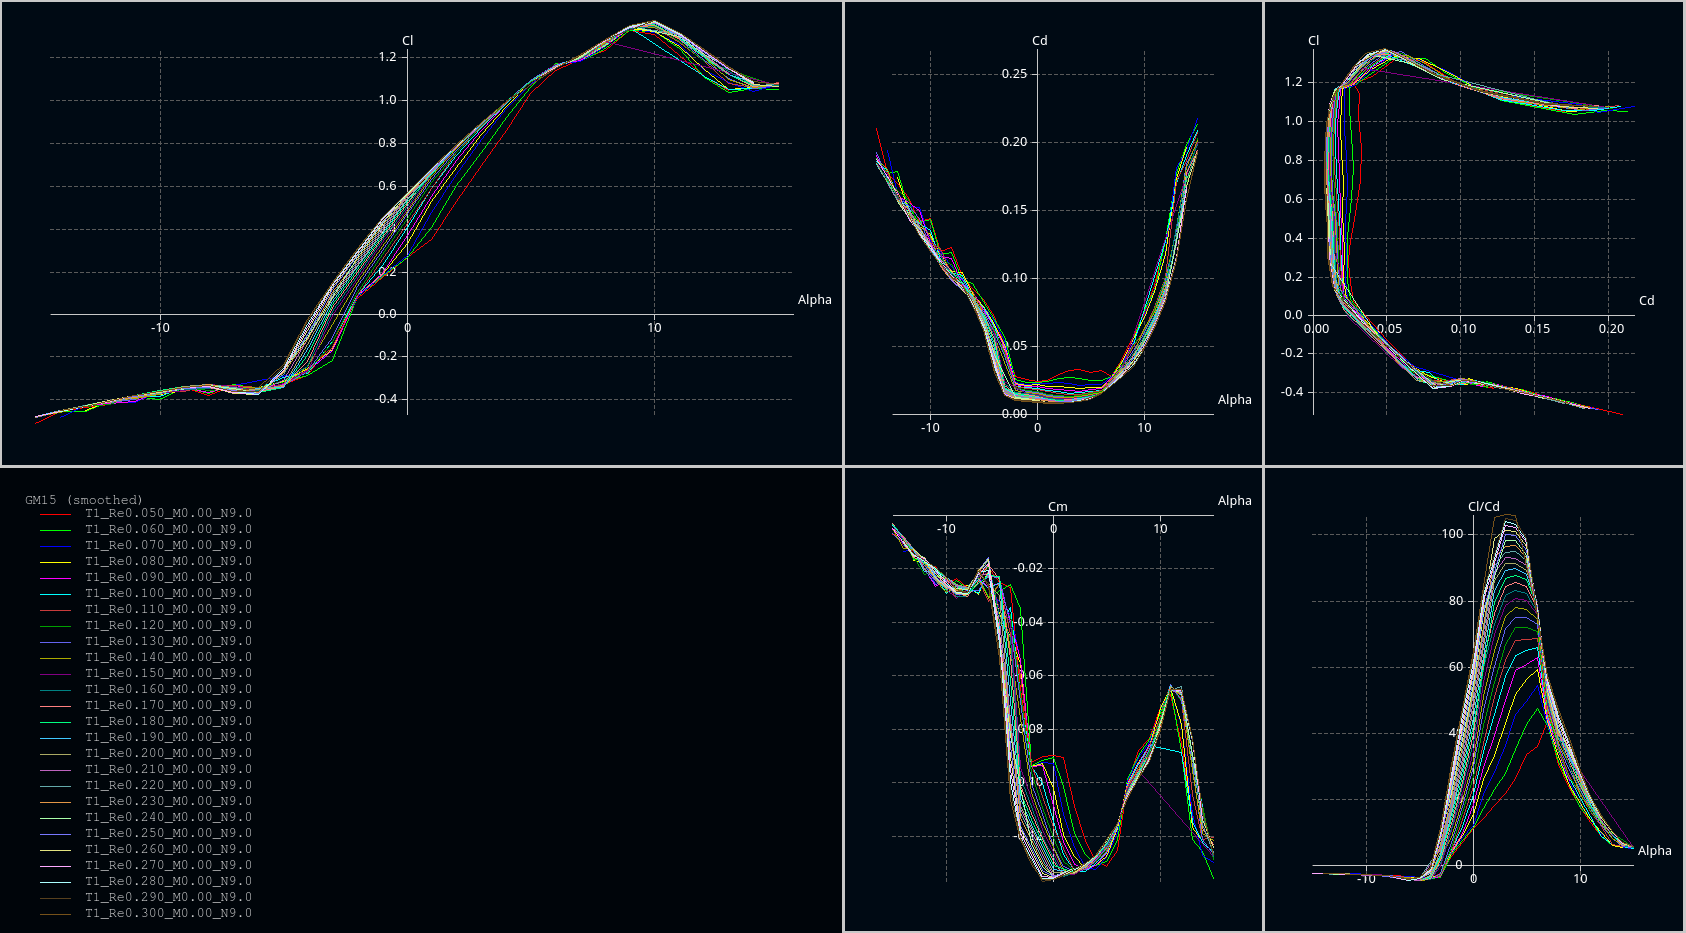 Cl
1.2
1.0
0.8
0.6
0.2
0.0
-0.2
-0.4
-10
0
10
Alpha
Cd
0.25
0.20
0.15
0.10
0.05
0.00
-10
0
10
Alpha
Cl
1.2
1.0
0.8
0.6
0.4
0.2
0.0
-0.2
-0.4
0.00
0.05
0.10
0.15
0.20
Cd
GM15 (smoothed)
T1_Re0.050_M0.00_N9.0
T1_Re0.060_M0.00_N9.0
T1_Re0.070_M0.00_N9.0
T1_Re0.080_M0.00_N9.0
T1_Re0.090_M0.00_N9.0
T1_Re0.100_M0.00_N9.0
T1_Re0.110_M0.00_N9.0
T1_Re0.120_M0.00_N9.0
T1_Re0.130_M0.00_N9.0
T1_Re0.140_M0.00_N9.0
T1_Re0.150_M0.00_N9.0
T1_Re0.160_M0.00_N9.0
T1_Re0.170_M0.00_N9.0
T1_Re0.180_M0.00_N9.0
T1_Re0.190_M0.00_N9.0
T1_Re0.200_M0.00_N9.0
T1_Re0.210_M0.00_N9.0
T1_Re0.220_M0.00_N9.0
T1_Re0.230_M0.00_N9.0
T1_Re0.240_M0.00_N9.0
T1_Re0.250_M0.00_N9.0
T1_Re0.260_M0.00_N9.0
T1_Re0.270_M0.00_N9.0
T1_Re0.280_M0.00_N9.0
T1_Re0.290_M0.00_N9.0
T1_Re0.300_M0.00_N9.0
Cm
Alpha
-10
0
10
-0.02
-0.04
-0.06
-0.08
-0.10
Cl/Cd
100
80
60
0
-10
0
10
Alpha